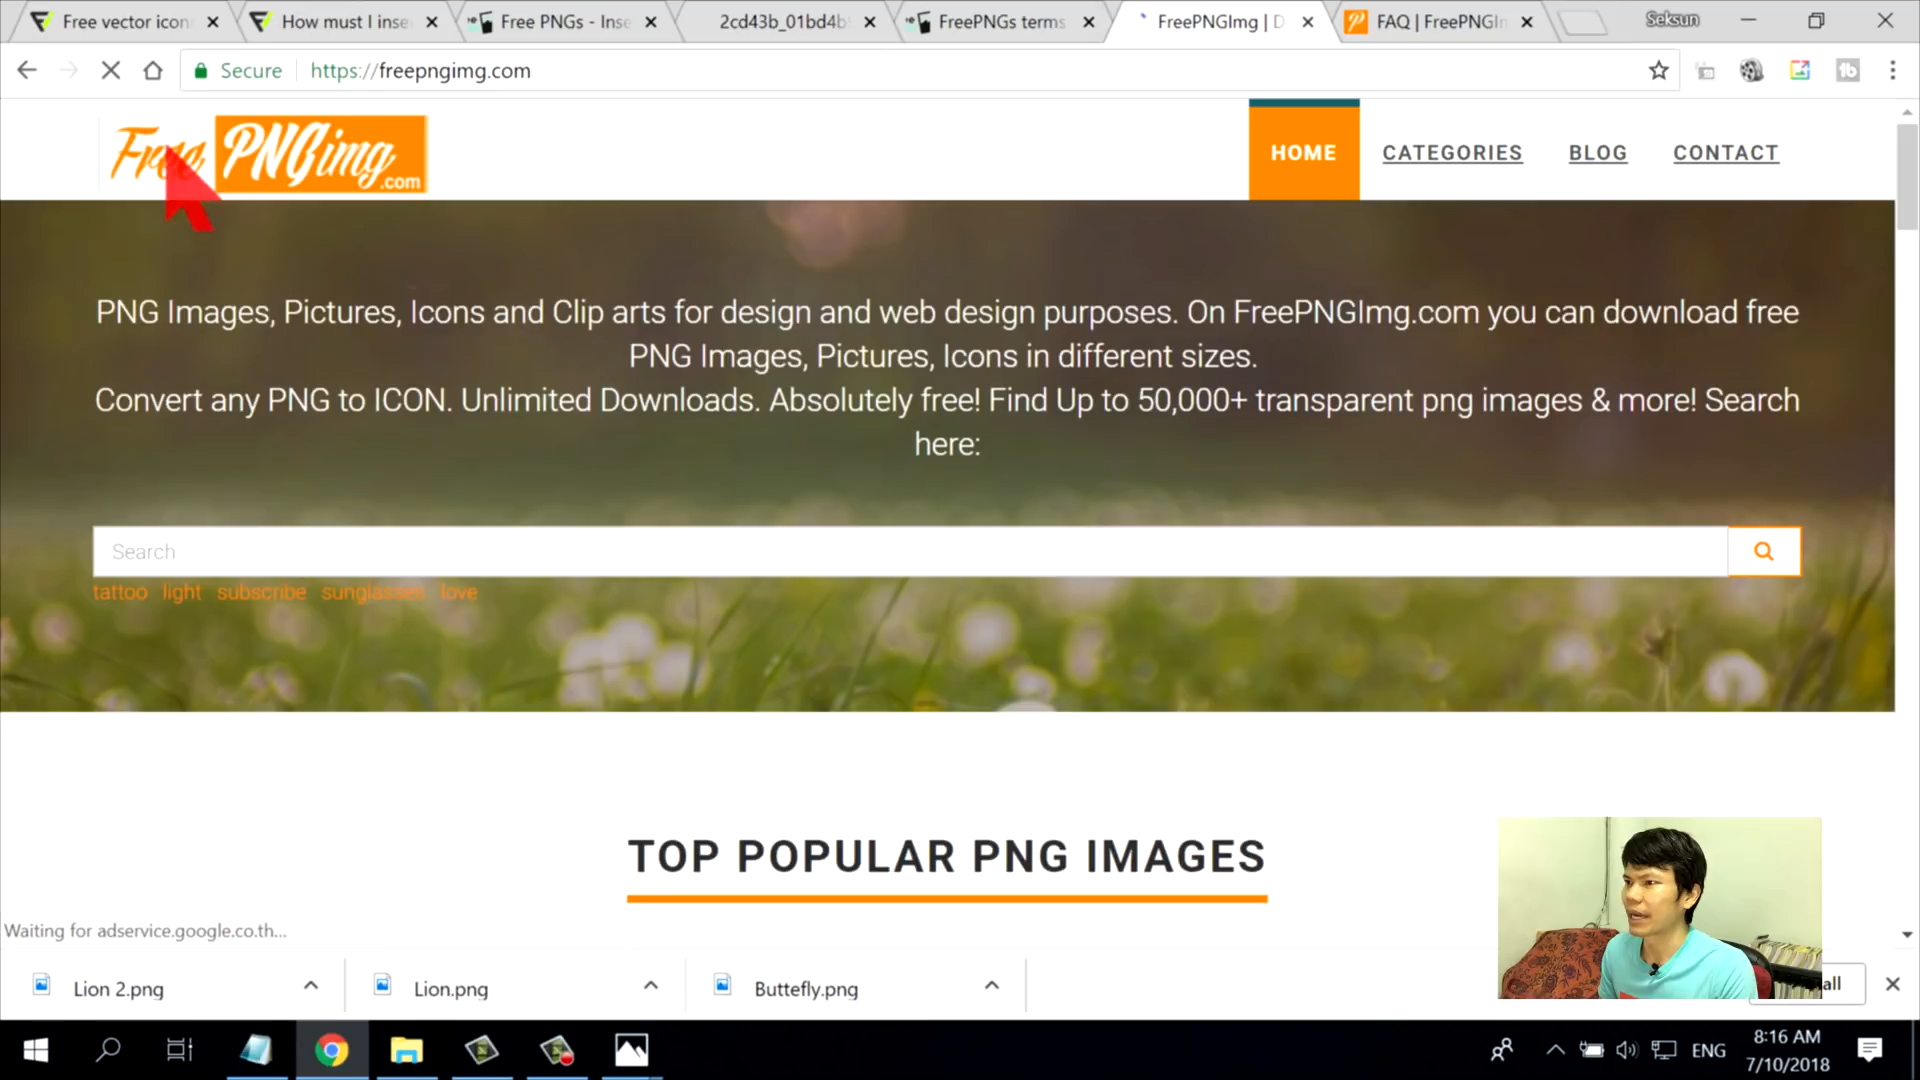 Free vector icon
How must I inse
Free PNGs - Inse
2cd43b_01bd4b
FreePNGs terms
FreePNGImg | D
FAQ | FreePNGIm
Seksun
Secure
https://freepngimg.com
Free PNGimg.com
HOME
CATEGORIES
BLOG
CONTACT
PNG Images, Pictures, Icons and Clip arts for design and web design purposes. On FreePNGImg.com you can download free
PNG Images, Pictures, Icons in different sizes.
Convert any PNG to ICON. Unlimited Downloads. Absolutely free! Find Up to 50,000+ transparent png images & more! Search
here:
Search
tattoo light subscribe sunglasses love
TOP POPULAR PNG IMAGES
Waiting for adservice.google.co.th...
Lion 2.png
Lion.png
Buttefly.png
all
ENG
8:16 AM
7/10/2018